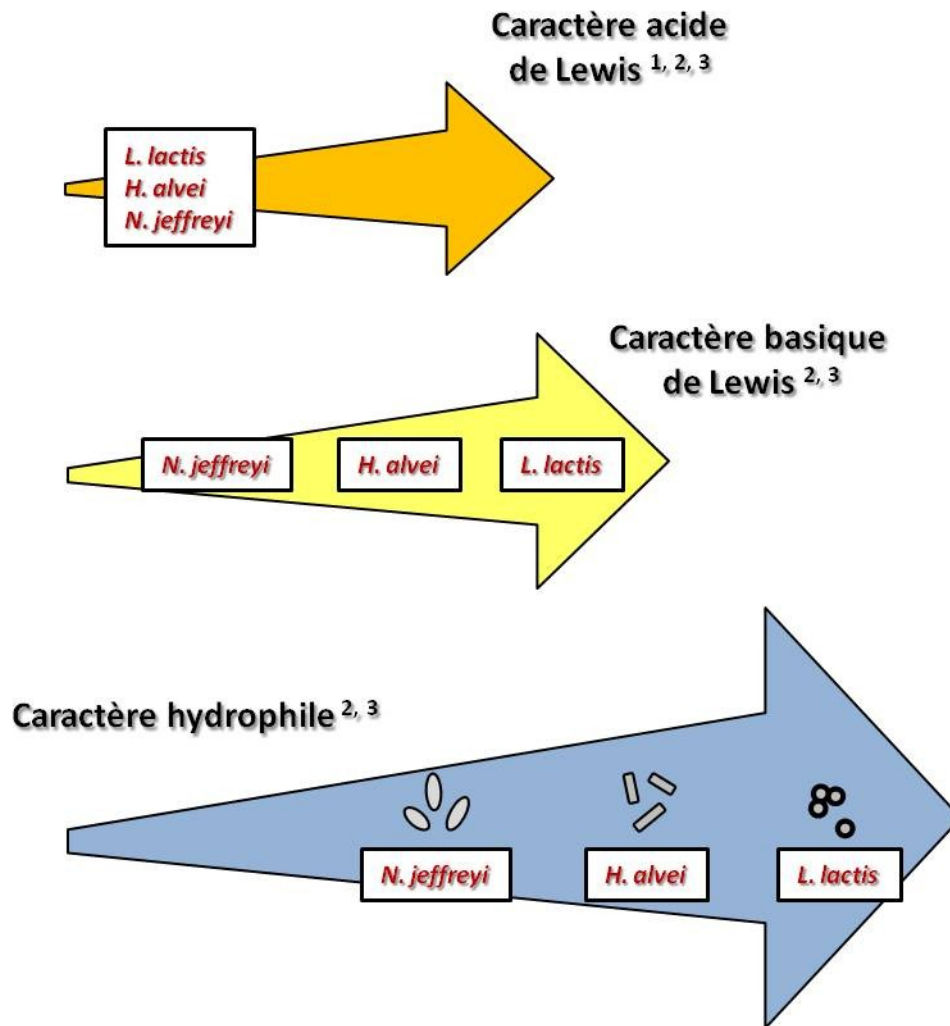 Caractère acide
de Lewis 1, 2, 3
L. lactis
H. alvei
N. jeffreyi
Caractère basique
de Lewis 2, 3
N. jeffreyi
H. alvei
L. lactis
Caractère hydrophile 2, 3
N. jeffreyi
H. alvei
L. lactis